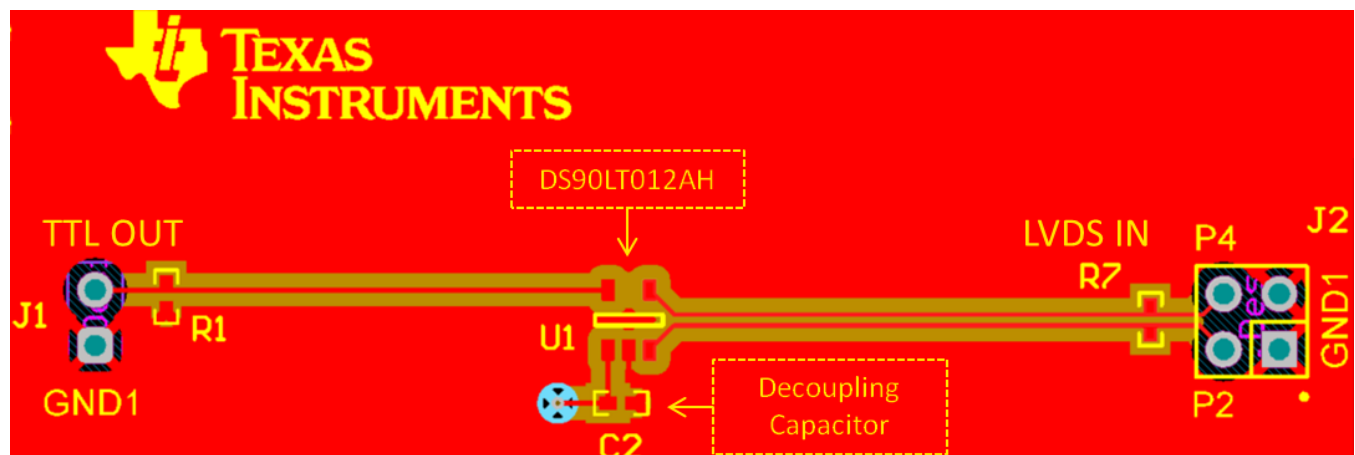 TEXAS
INSTRUMENTS
DS90LT012AH
TTL OUT
LVDS IN
P4
J2
R7
J1
R1
U1
GND1
GND1
Decoupling
Capacitor
P2
C2